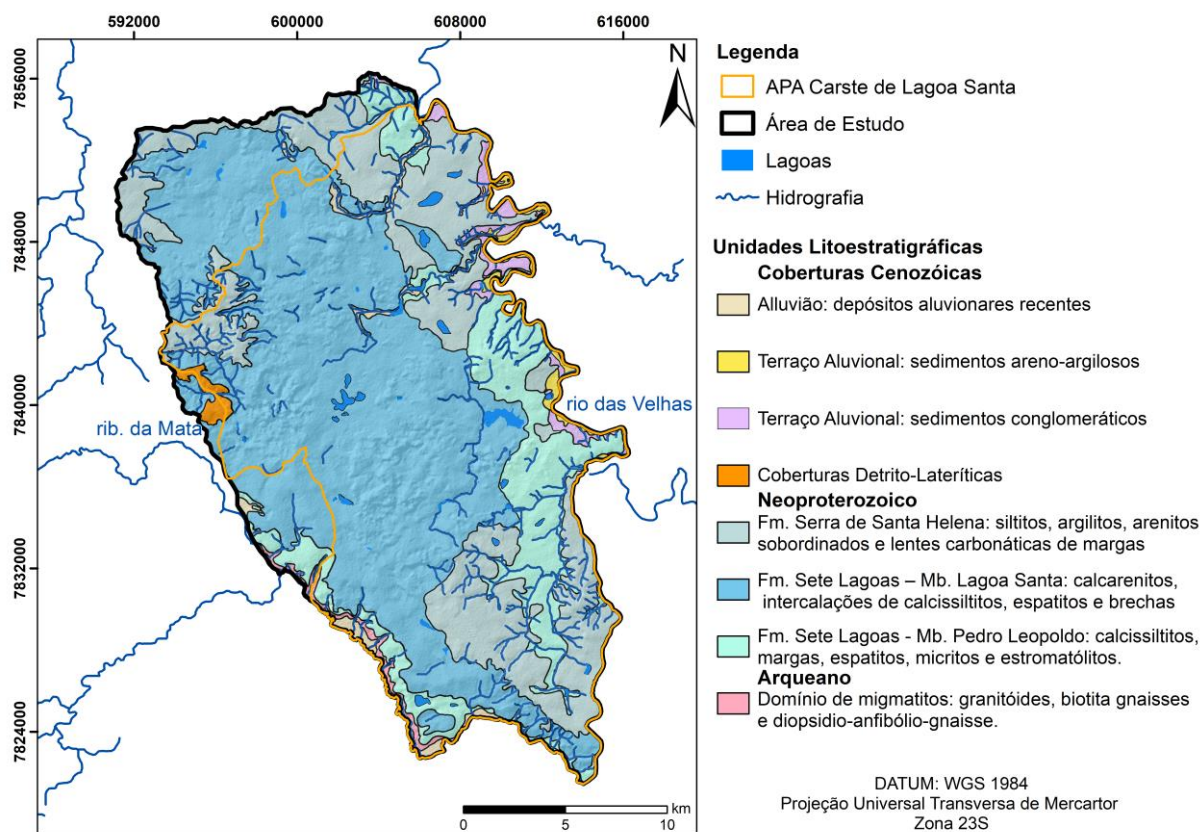 592000
600000
608000
616000
7856000
7848000
7840000
7832000
7824000
N
rib. da Mata
rio das Velhas
km
0
5
10
Legenda
APA Carste de Lagoa Santa
Área de Estudo
Lagoas
Hidrografia
Unidades Litoestratigráficas
Coberturas Cenozóicas
Alluvião: depósitos aluvionares recentes
Terraço Aluvional: sedimentos areno-argilosos
Terraço Aluvional: sedimentos conglomeráticos
Coberturas Detrito-Lateríticas
Neoproterozoico
Fm. Serra de Santa Helena: siltitos, argilitos, arenitos
sobordinados e lentes carbonáticas de margas
Fm. Sete Lagoas – Mb. Lagoa Santa: calcarenitos,
intercalações de calcissiltitos, espatitos e brechas
Fm. Sete Lagoas - Mb. Pedro Leopoldo: calcissiltitos,
margas, espatitos, micritos e estromatólitos.
Arqueano
Domínio de migmatitos: granitóides, biotita gnaisses
e diopsidio-anfibólio-gnaisse.
DATUM: WGS 1984
Projeção Universal Transversa de Mercartor
Zona 23S